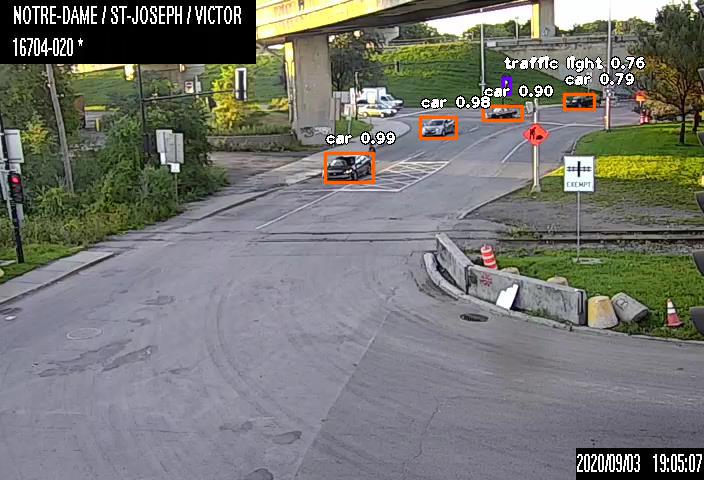 NOTRE-DAME / ST-JOSEPH / VICTOR
16704-020 *
traffic light 0.76
car 0.79
car 0.90
car 0.98
car 0.99
EXEMPT
2020/09/03 19:05:07